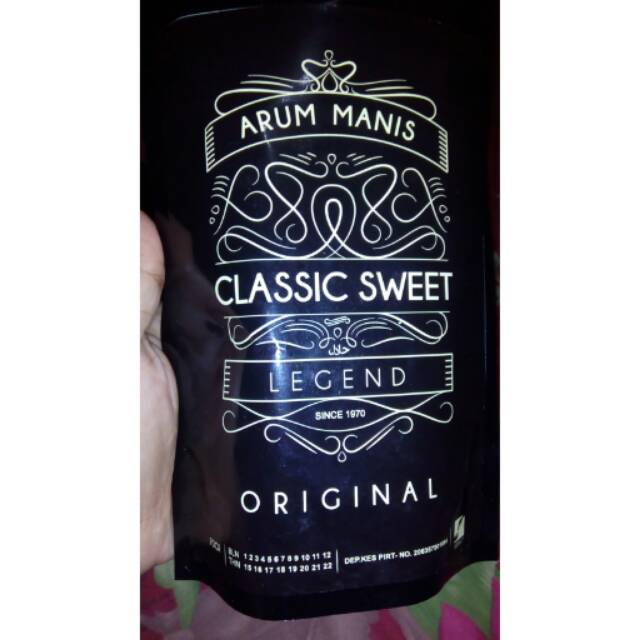 ARUM MANIS
CLASSIC SWEET
حلال
LEGEND
SINCE 1970
ORIGINAL
BLN 1 2 3 4 5 6 7 8 9 10 11 12
THN 15 16 17 18 19 20 21 22
DEP.KES PIRT- NO.